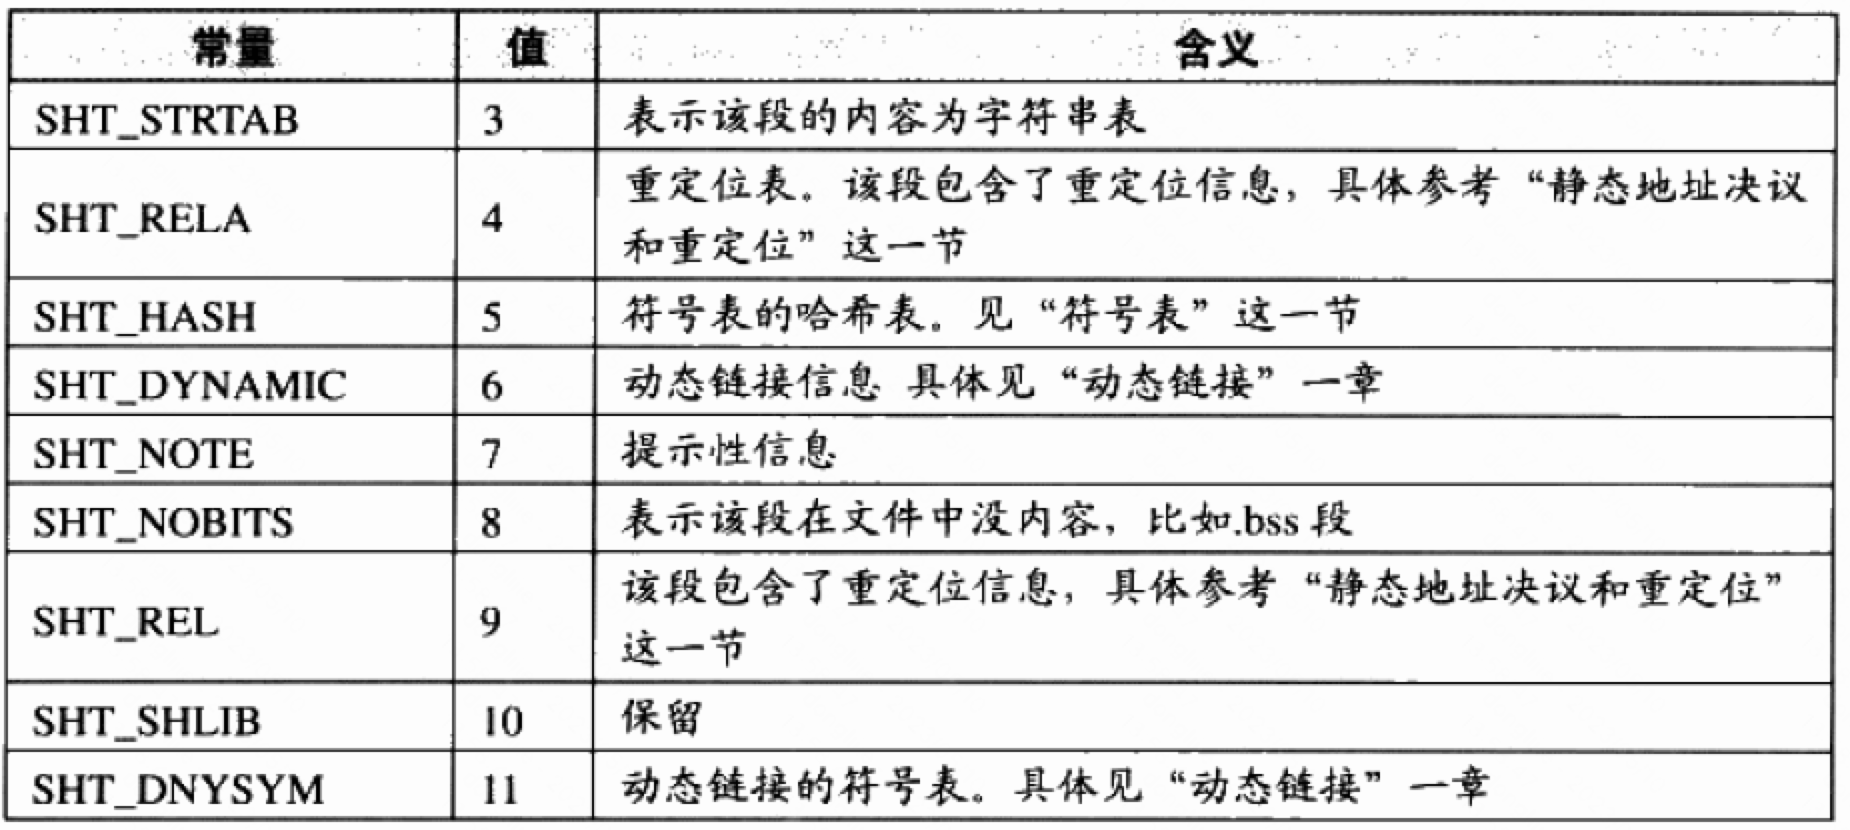 常量 值 含义
SHT_STRTAB 3 表示该段的内容为字符串表
SHT_RELA 4 重定位表。该段包含了重定位信息，具体参考“静态地址决议
和重定位”这一节
SHT_HASH 5 符号表的哈希表。见“符号表”这一节
SHT_DYNAMIC 6 动态链接信息 具体见“动态链接”一章
SHT_NOTE 7 提示性信息
SHT_NOBITS 8 表示该段在文件中没内容，比如.bss 段
SHT_REL 9 该段包含了重定位信息，具体参考“静态地址决议和重定位”
这一节
SHT_SHLIB 10 保留
SHT_DNYSYM 11 动态链接的符号表。具体见“动态链接”一章